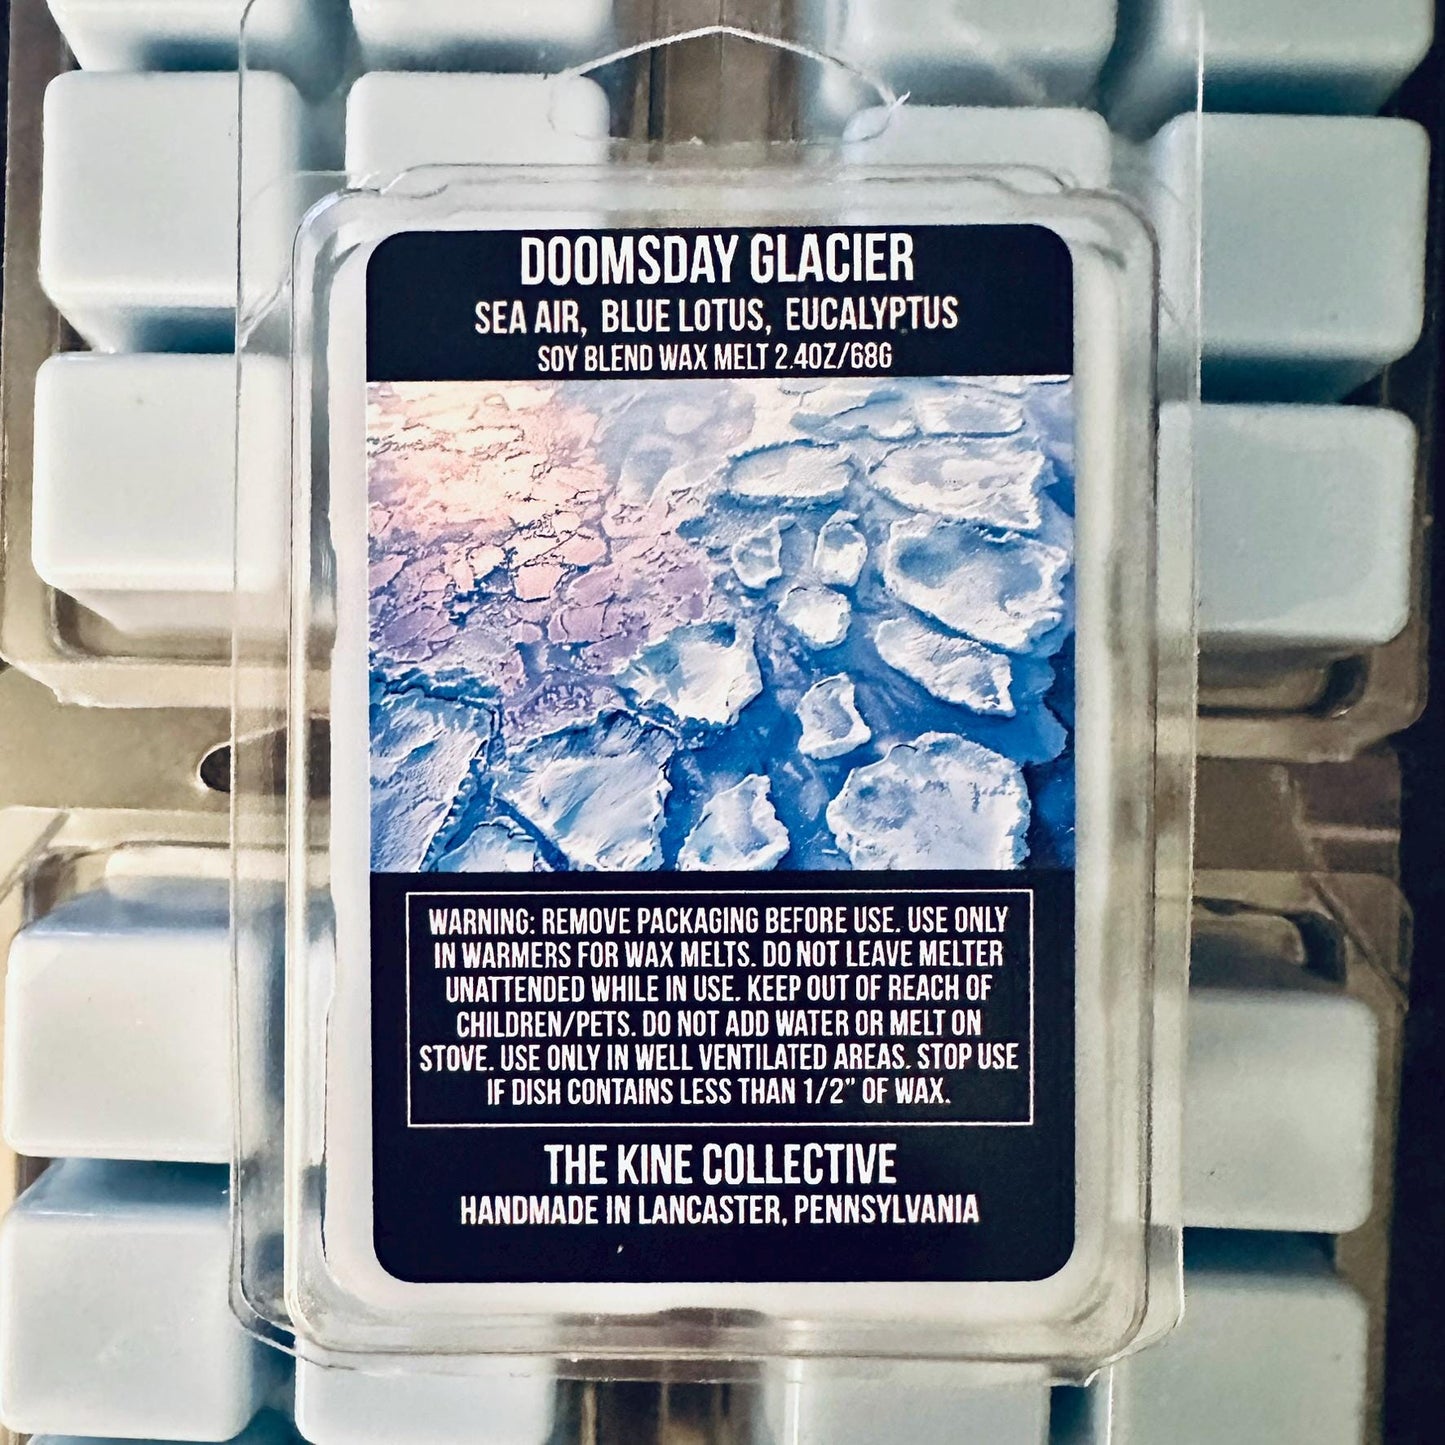 DOOMSDAY GLACIER
SEA AIR, BLUE LOTUS, EUCALYPTUS
SOY BLEND WAX MELT 2.4OZ/68G
WARNING: REMOVE PACKAGING BEFORE USE. USE ONLY
IN WARMERS FOR WAX MELTS. DO NOT LEAVE MELTER
UNATTENDED WHILE IN USE. KEEP OUT OF REACH OF
CHILDREN/PETS. DO NOT ADD WATER OR MELT ON
STOVE. USE ONLY IN WELL VENTILATED AREAS. STOP USE
IF DISH CONTAINS LESS THAN 1/2" OF WAX.
THE KINE COLLECTIVE
HANDMADE IN LANCASTER, PENNSYLVANIA